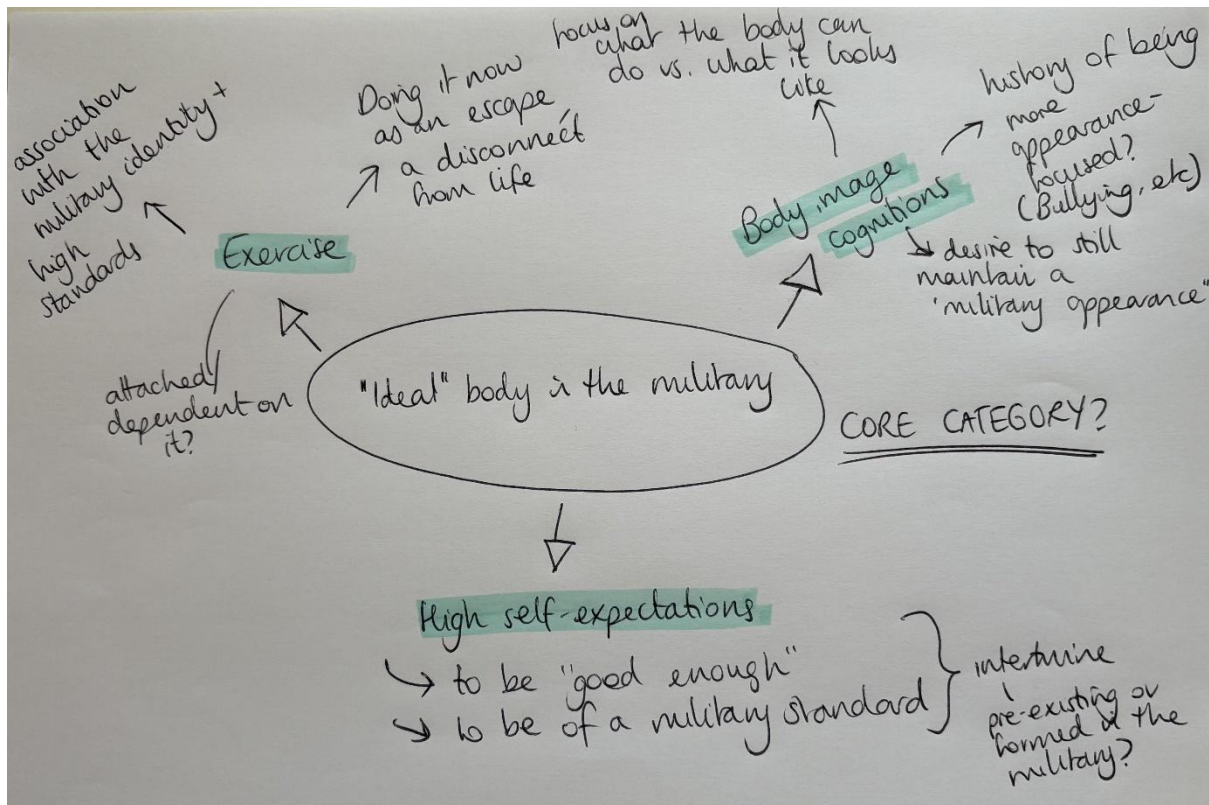 association
with the
military identity +
high
standards
Doing it now
as an escape,
a disconnect
from life
Exercise
attached/
dependent on
it?
focus on
what the body can
do vs. what it looks
like
history of being
more
appearance-
focused?
(Bullying, etc)
Body image
cognitions
desire to still
maintain a
"military appearance"
"Ideal" body in the military
CORE CATEGORY?
High self-expectations
to be "good enough"
to be of a military standard
intertwine
pre-existing or
formed in the
military?